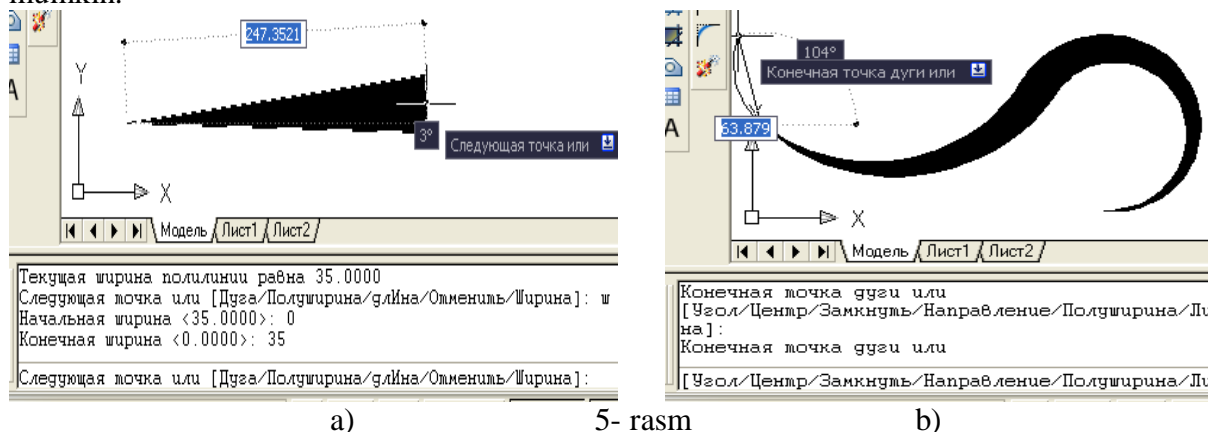 mumkin.
247.3521
Y
A
3°
Следующая точка или
X
Модель Лист1 Лист2
Текущая ширина полилинии равна 35.0000
Следующая точка или [Дуга/Полуширина/длИна/Отменить/Ширина]: ш
Начальная ширина <35.0000>: 0
Конечная ширина <0.0000>: 35
Следующая точка или [Дуга/Полуширина/длИна/Отменить/Ширина]:
104°
Конечная точка дуги или
A
63.879
X
Модель Лист1 Лист2
Конечная точка дуги или
[Угол/Центр/Замкнуть/Направление/Полуширина/Ли
на]:
Конечная точка дуги или
[Угол/Центр/Замкнуть/Направление/Полуширина/Ли
a) 5- rasm b)